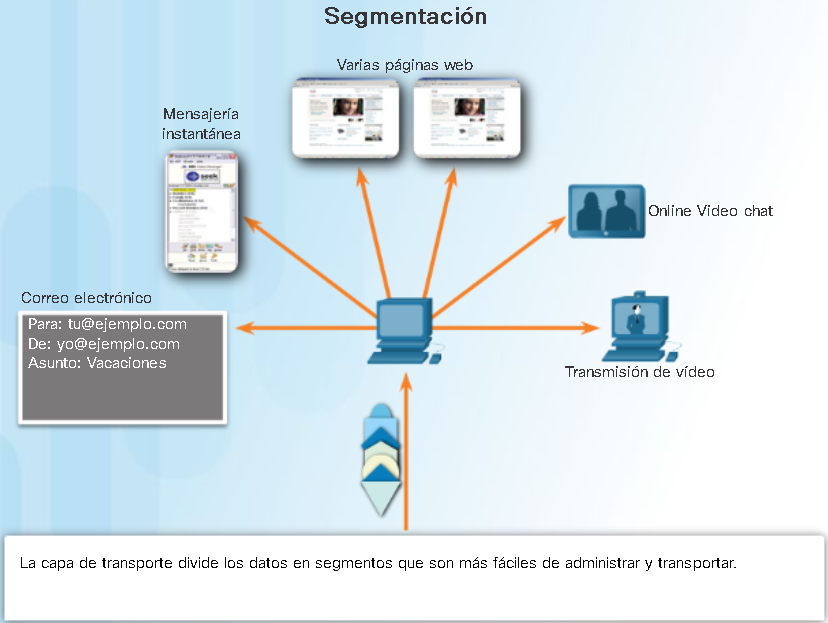 Segmentación
Varias páginas web
Mensajería
instantánea
seek
Online Video chat
Correo electrónico
Para: tu@ejemplo.com
De: yo@ejemplo.com
Asunto: Vacaciones
Transmisión de vídeo
La capa de transporte divide los datos en segmentos que son más fáciles de administrar y transportar.